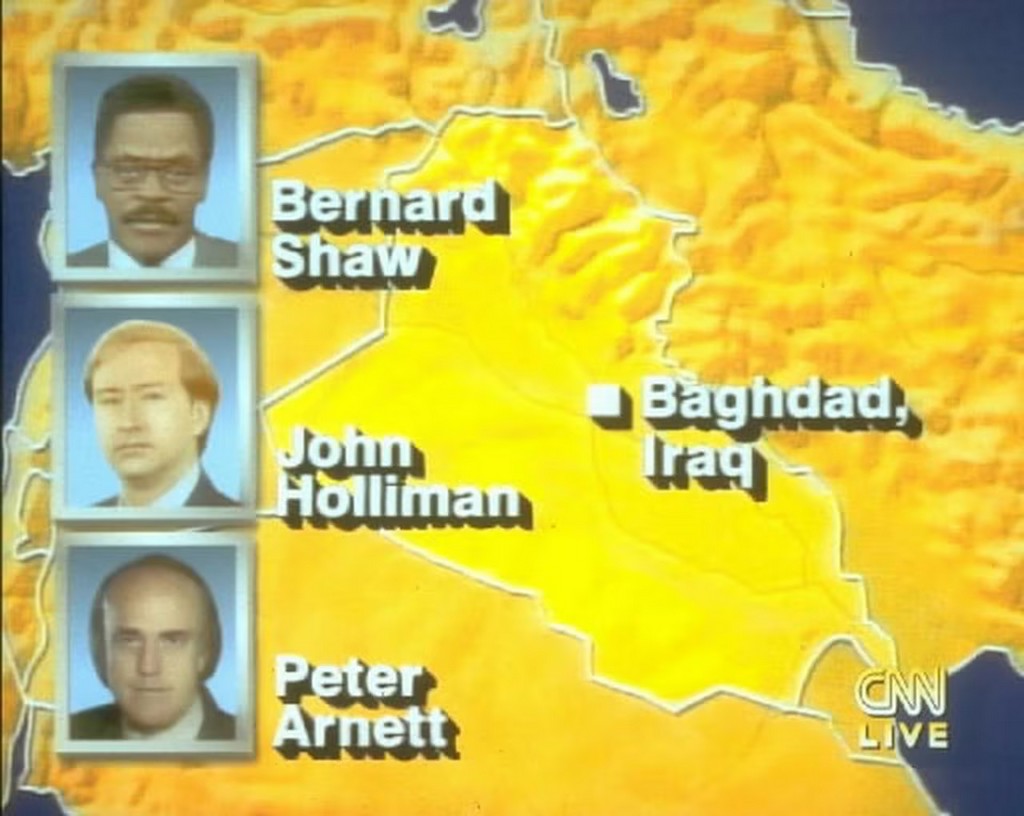 Bernard
Shaw
John
Holliman
Baghdad,
Iraq
Peter
Arnett
CNN
LIVE